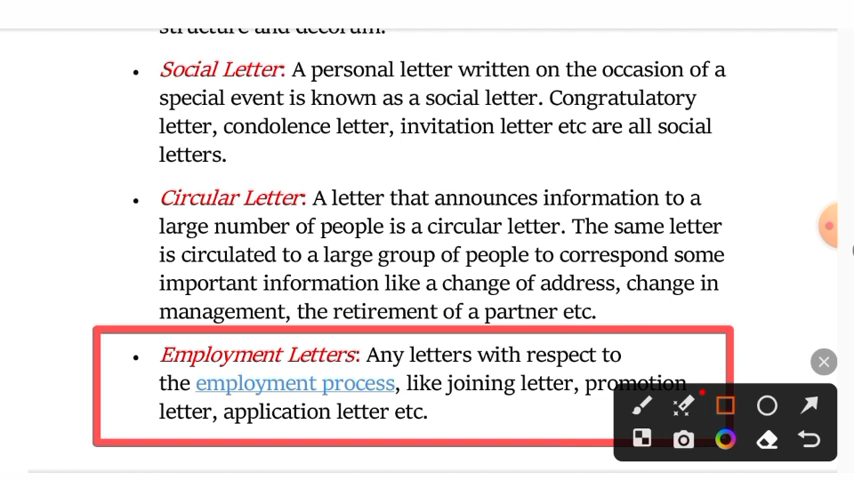 structure and decorum.
• Social Letter: A personal letter written on the occasion of a
special event is known as a social letter. Congratulatory
letter, condolence letter, invitation letter etc are all social
letters.
• Circular Letter: A letter that announces information to a
large number of people is a circular letter. The same letter
is circulated to a large group of people to correspond some
important information like a change of address, change in
management, the retirement of a partner etc.
• Employment Letters: Any letters with respect to
the employment process, like joining letter, promotion
letter, application letter etc.